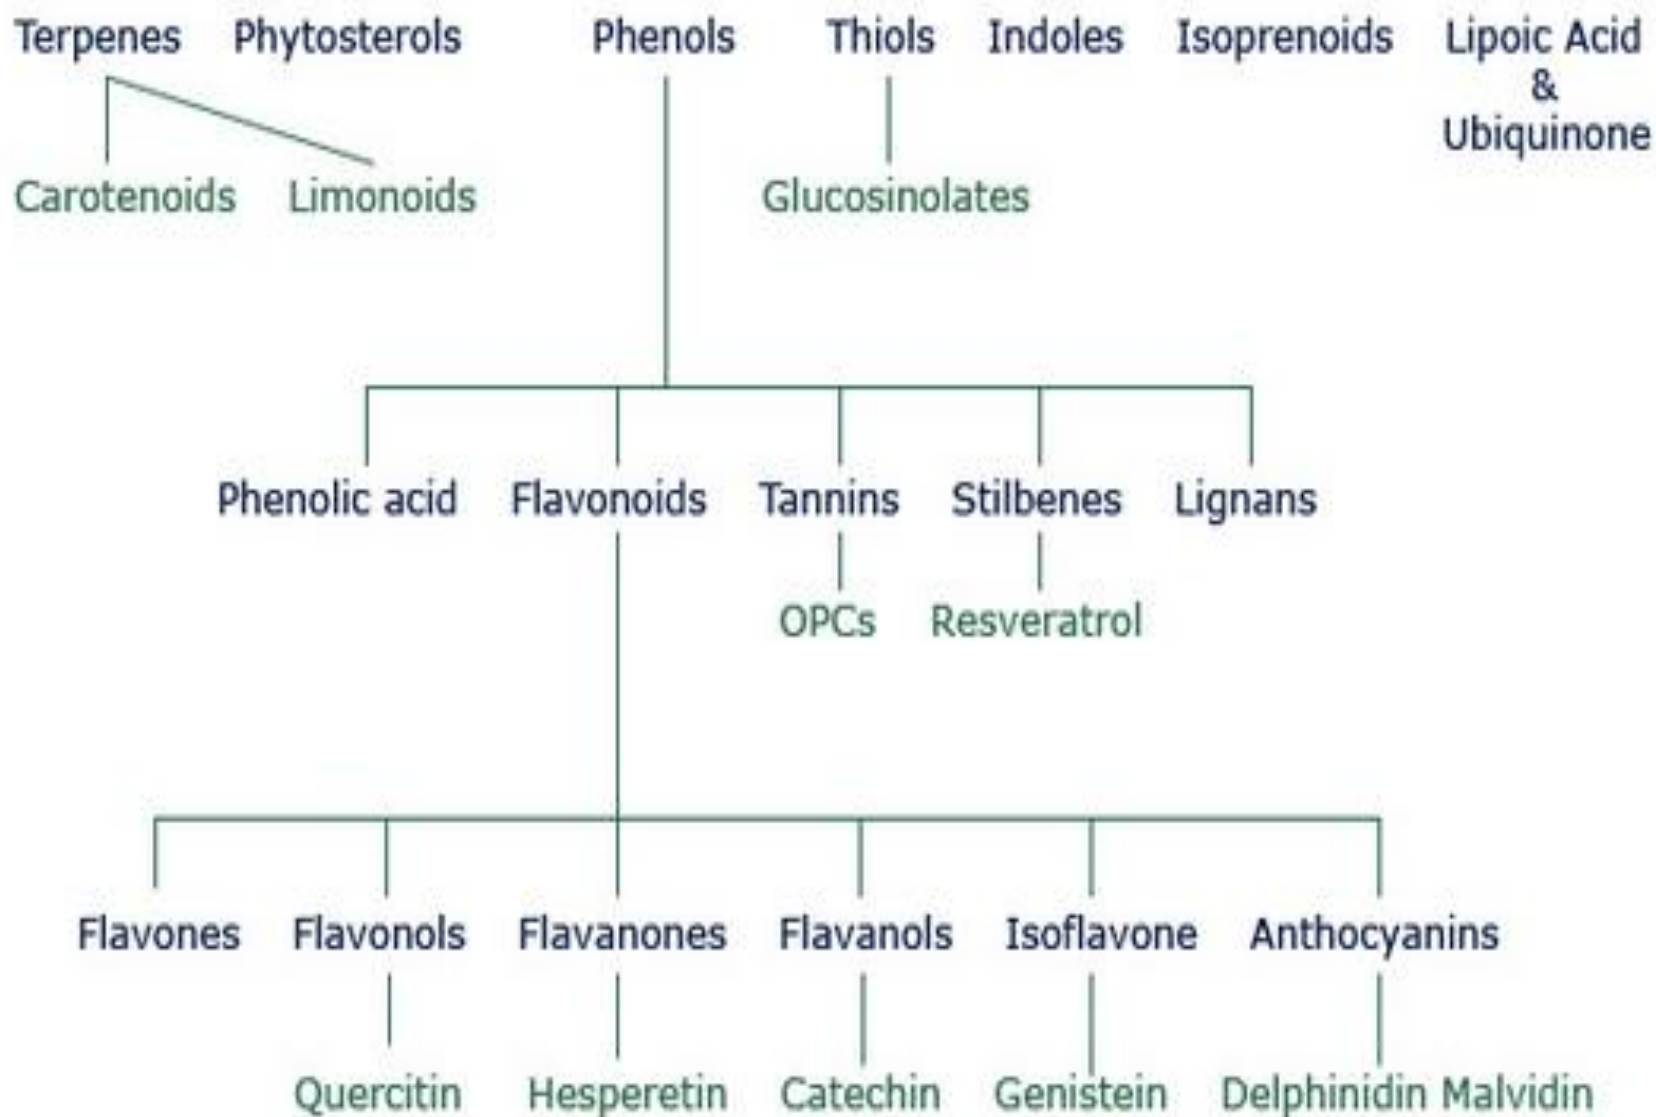 Terpenes Phytosterols Phenols Thiols Indoles Isoprenoids Lipoic Acid
&
Ubiquinone
Carotenoids Limonoids Glucosinolates
Phenolic acid Flavonoids Tannins Stilbenes Lignans
OPCs Resveratrol
Flavones Flavonols Flavanones Flavanols Isoflavone Anthocyanins
Quercitin Hesperetin Catechin Genistein Delphinidin Malvidin